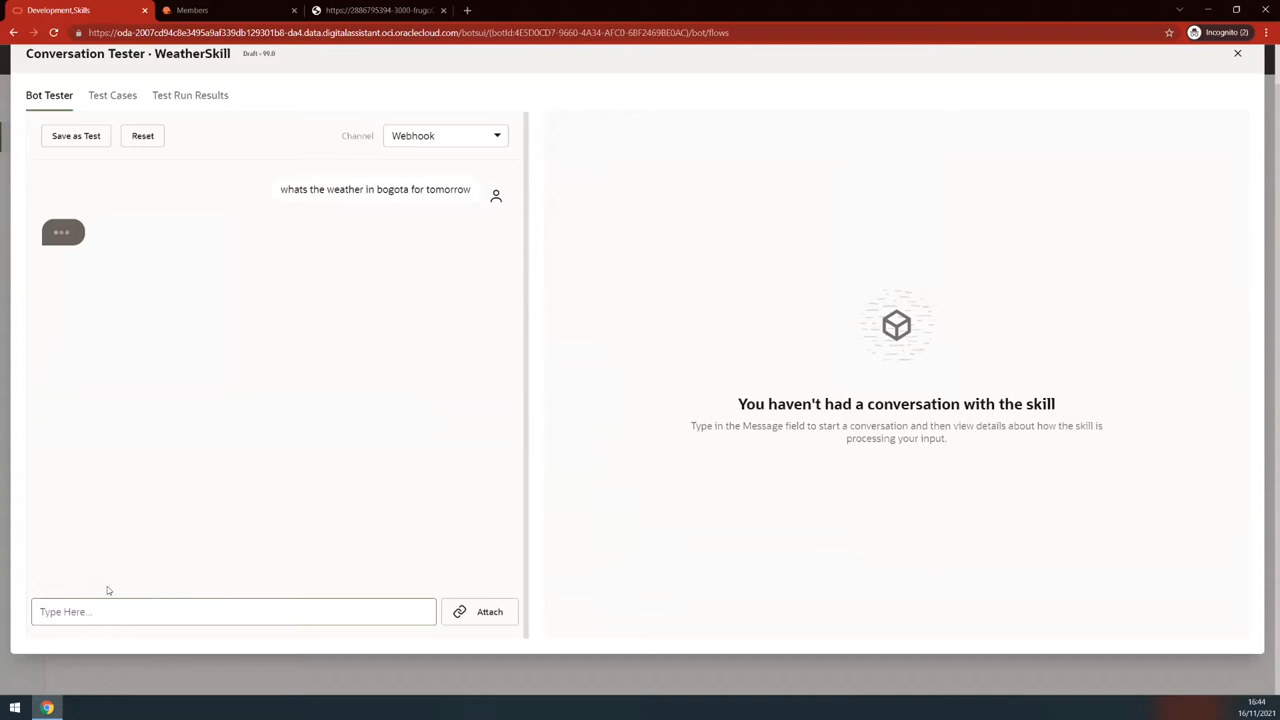 Development,Skills
Members
https://2886795394-3000-frugo
https://oda-2007cd94c8e3495a9af339db129301b8-da4.data.digitalassistant.oci.oraclecloud.com/botsui/(botId:4E5D0CD7-9660-4A34-AFC0-6BF2469BE0AC)/bot/flows
Incognito (2)
Conversation Tester · WeatherSkill
Draft • 99.0
Bot Tester
Test Cases
Test Run Results
Save as Test
Reset
Channel
Webhook
whats the weather in bogota for tomorrow
You haven't had a conversation with the skill
Type in the Message field to start a conversation and then view details about how the skill is
processing your input.
Type Here...
Attach
16:44
16/11/2021